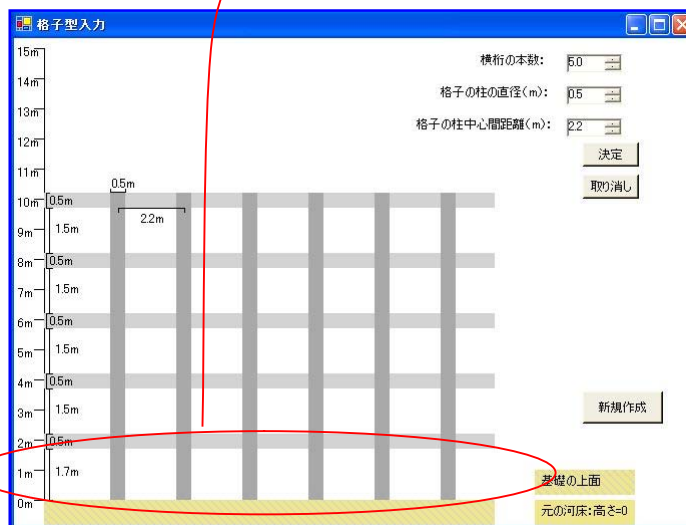 格子型入力
横桁の本数: 5.0
格子の柱の直径(m): 0.5
格子の柱中心間距離(m): 2.2
決定
取り消し
15m
14m
13m
12m
11m
10m
9m
8m
7m
6m
5m
4m
3m
2m
1m
0m
0.5m
2.2m
0.5m
1.5m
0.5m
1.5m
0.5m
1.5m
0.5m
1.5m
0.5m
1.7m
新規作成
基礎の上面
元の河床:高さ=0